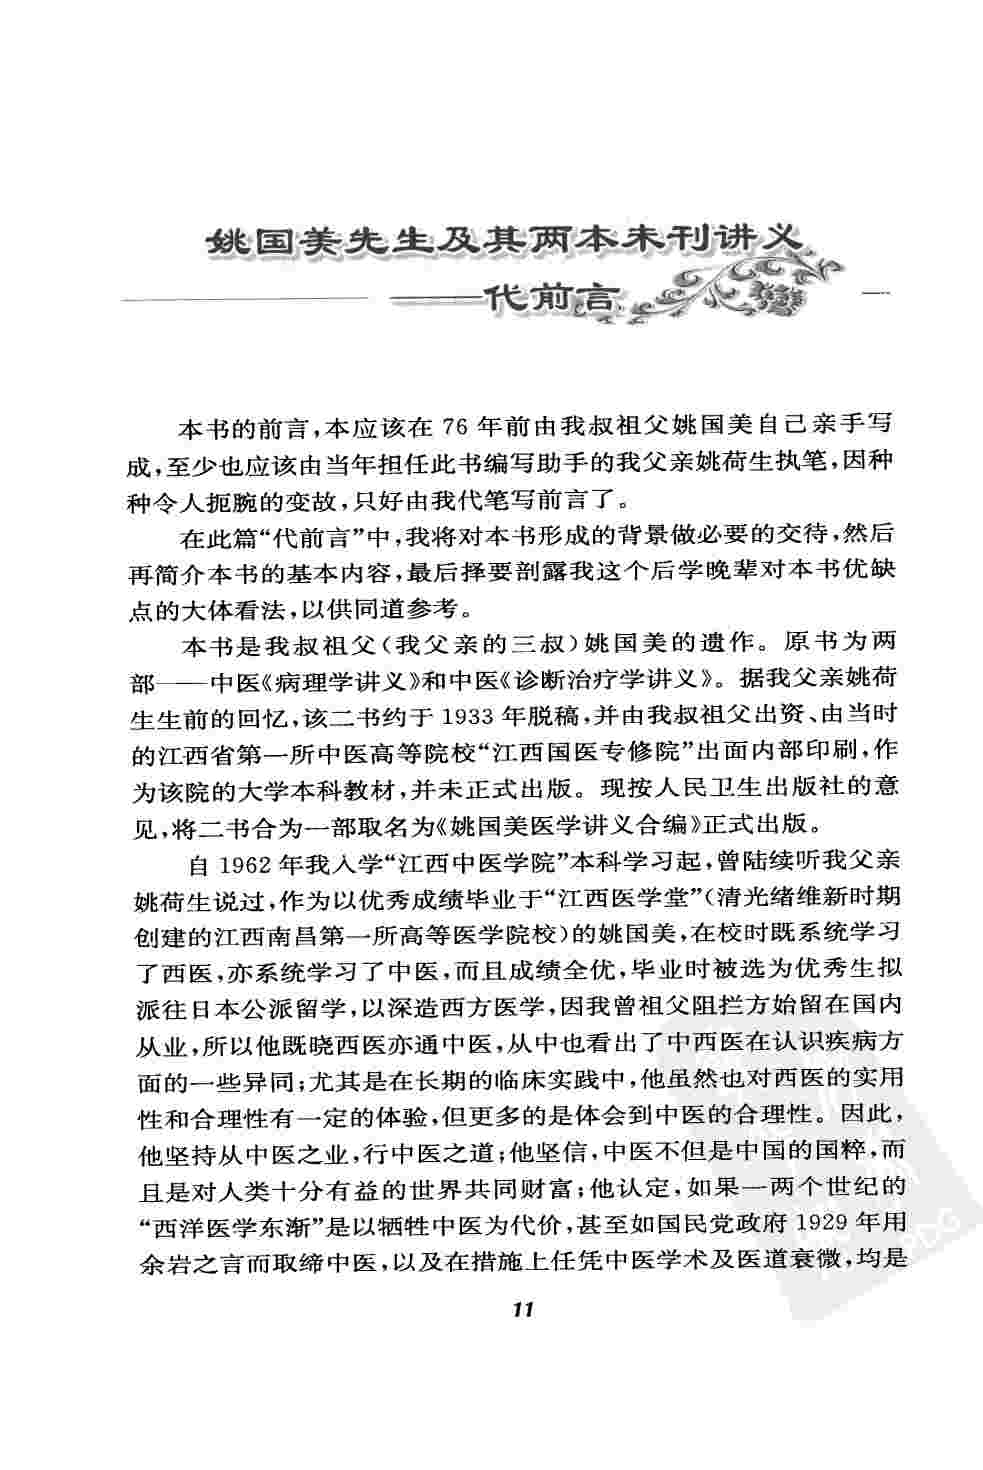 姚国美先生及其两本未刊讲义
——代前言
本书的前言,本应该在 76 年前由我叔祖父姚国美自己亲手写
成,至少也应该由当年担任此书编写助手的我父亲姚荷生执笔,因种
种令人扼腕的变故,只好由我代笔写前言了。
在此篇“代前言”中,我将对本书形成的背景做必要的交待,然后
再简介本书的基本内容,最后择要剖露我这个后学晚辈对本书优缺
点的大体看法,以供同道参考。
本书是我叔祖父(我父亲的三叔)姚国美的遗作。原书为两
部——中医《病理学讲义》和中医《诊断治疗学讲义》。据我父亲姚荷
生生前的回忆,该二书约于 1933 年脱稿,并由我叔祖父出资、由当时
的江西省第一所中医高等院校“江西国医专修院”出面内部印刷,作
为该院的大学本科教材,并未正式出版。现按人民卫生出版社的意
见,将二书合为一部取名为《姚国美医学讲义合编》正式出版。
自 1962 年我入学“江西中医学院”本科学习起,曾陆续听我父亲
姚荷生说过,作为以优秀成绩毕业于“江西医学堂”(清光绪维新时期
创建的江西南昌第一所高等医学院校)的姚国美,在校时既系统学习
了西医,亦系统学习了中医,而且成绩全优,毕业时被选为优秀生拟
派往日本公派留学,以深造西方医学,因我曾祖父阻拦方始留在国内
从业,所以他既晓西医亦通中医,从中也看出了中西医在认识疾病方
面的一些异同;尤其是在长期的临床实践中,他虽然也对西医的实用
性和合理性有一定的体验,但更多的是体会到中医的合理性。因此,
他坚持从中医之业,行中医之道;他坚信,中医不但是中国的国粹,而
且是对人类十分有益的世界共同财富;他认定,如果一两个世纪的
“西洋医学东渐”是以牺牲中医为代价,甚至如国民党政府 1929 年用
余岩之言而取缔中医,以及在措施上任凭中医学术及医道衰微,均是
11